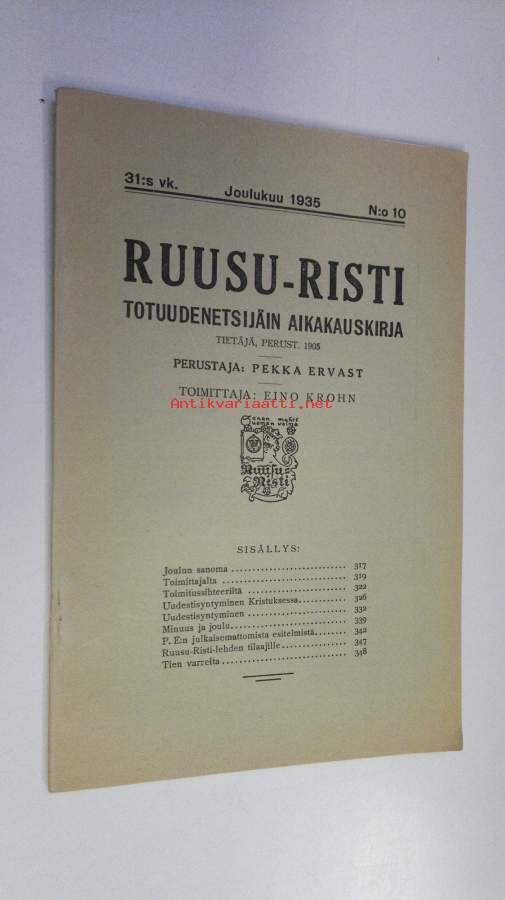 31:s vk. Joulukuu 1935 N:o 10
RUUSU-RISTI
TOTUUDENETSIJÄIN AIKAKAUSKIRJA
TIETÄJÄ, PERUST. 1905
PERUSTAJA: PEKKA ERVAST
TOIMITTAJA: EINO KROHN
Antikvariaatti.net
Ruusu-
Risti
SISÄLLYS:
Joulun sanoma 317
Toimittajalta 319
Toimitussihteeriltä 322
Uudestisyntyminen Kristuksessa 326
Uudestisyntyminen 332
Minuus ja joulu 339
P. E:n julkaisemattomista esitelmistä 342
Ruusu-Risti-lehden tilaajille 347
Tien varrelta 348